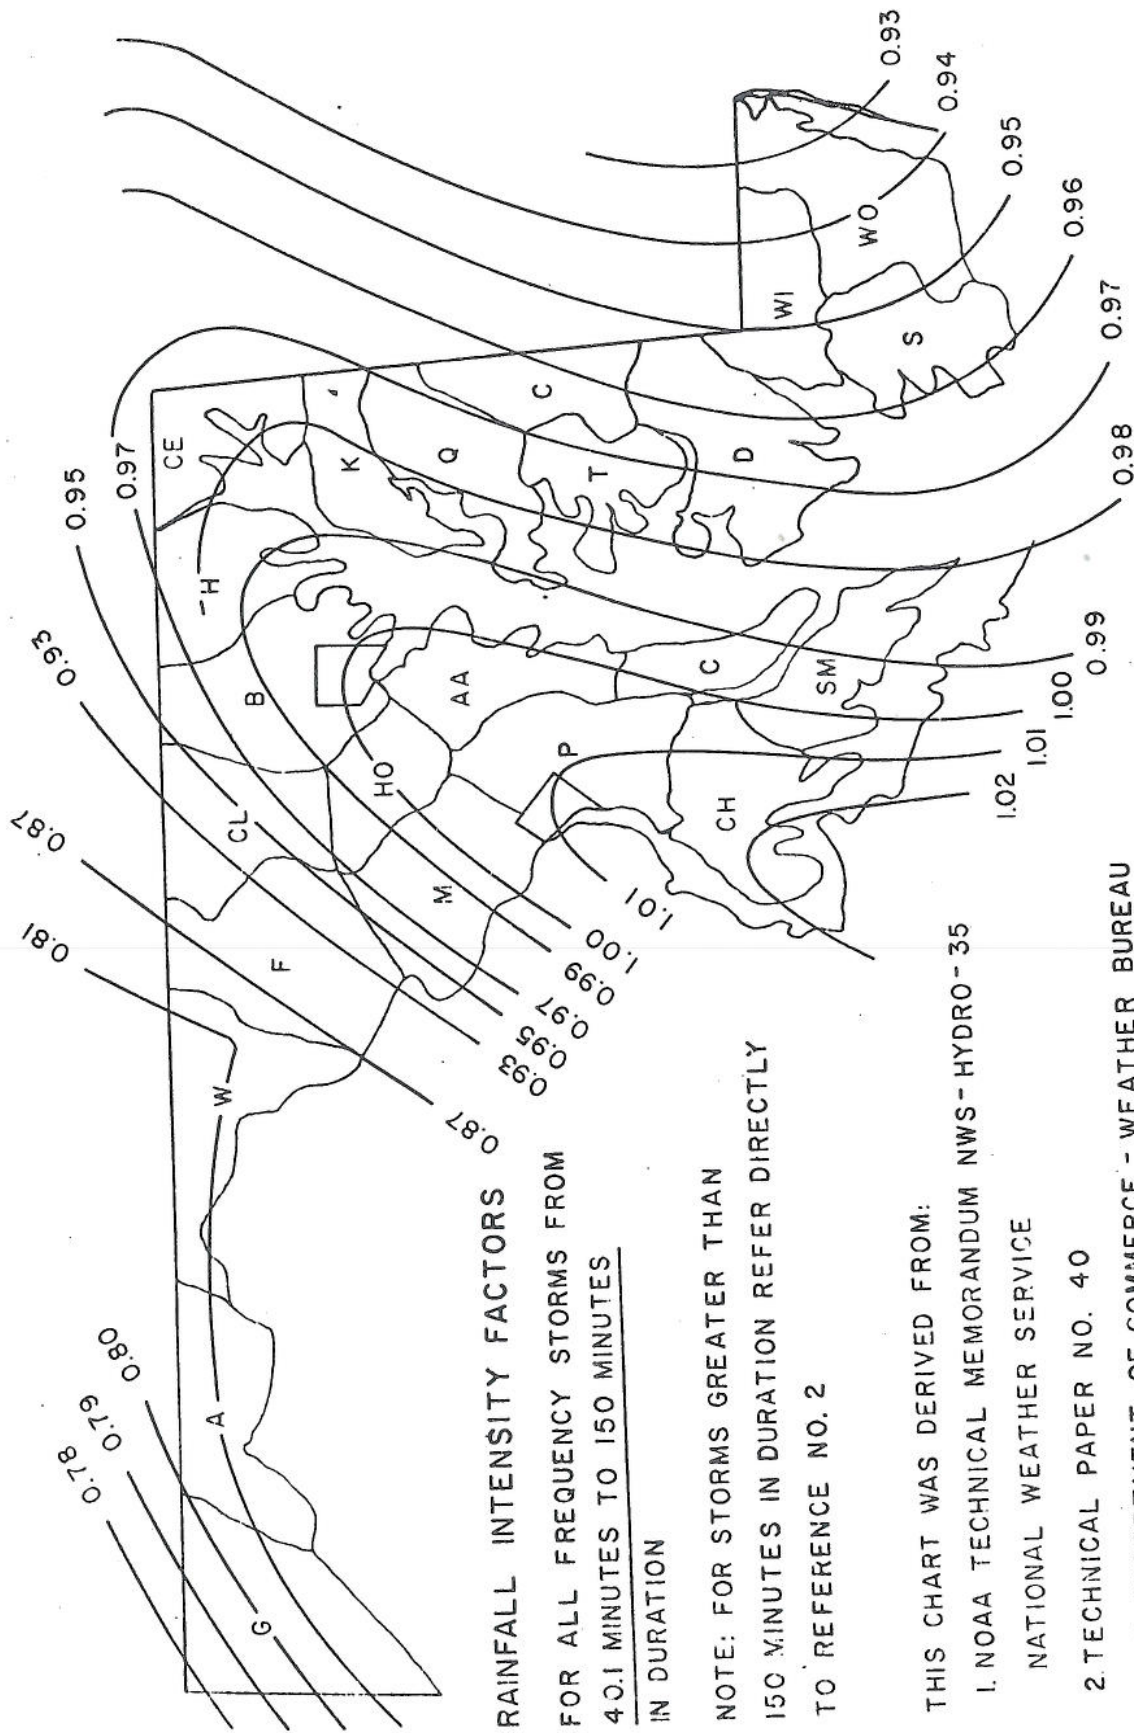 0.78
0.79
0.80
0.81
0.87
0.93
0.95
0.97
G
A
W
F
CL
B
H
CE
K
Q
C
T
D
WI
WO
S
HO
AA
M
P
C
CH
SM
0.87
0.93
0.95
0.97
0.99
1.00
1.01
1.02
1.01
1.00
0.99
0.98
0.97
0.96
0.95
0.94
0.93
RAINFALL INTENSITY FACTORS
FOR ALL FREQUENCY STORMS FROM
40.1 MINUTES TO 150 MINUTES
IN DURATION
NOTE: FOR STORMS GREATER THAN
150 MINUTES IN DURATION REFER DIRECTLY
TO REFERENCE NO. 2
THIS CHART WAS DERIVED FROM:
1. NOAA TECHNICAL MEMORANDUM NWS-HYDRO-35
NATIONAL WEATHER SERVICE
2. TECHNICAL PAPER NO. 40
OF COMMERCE - WEATHER BUREAU